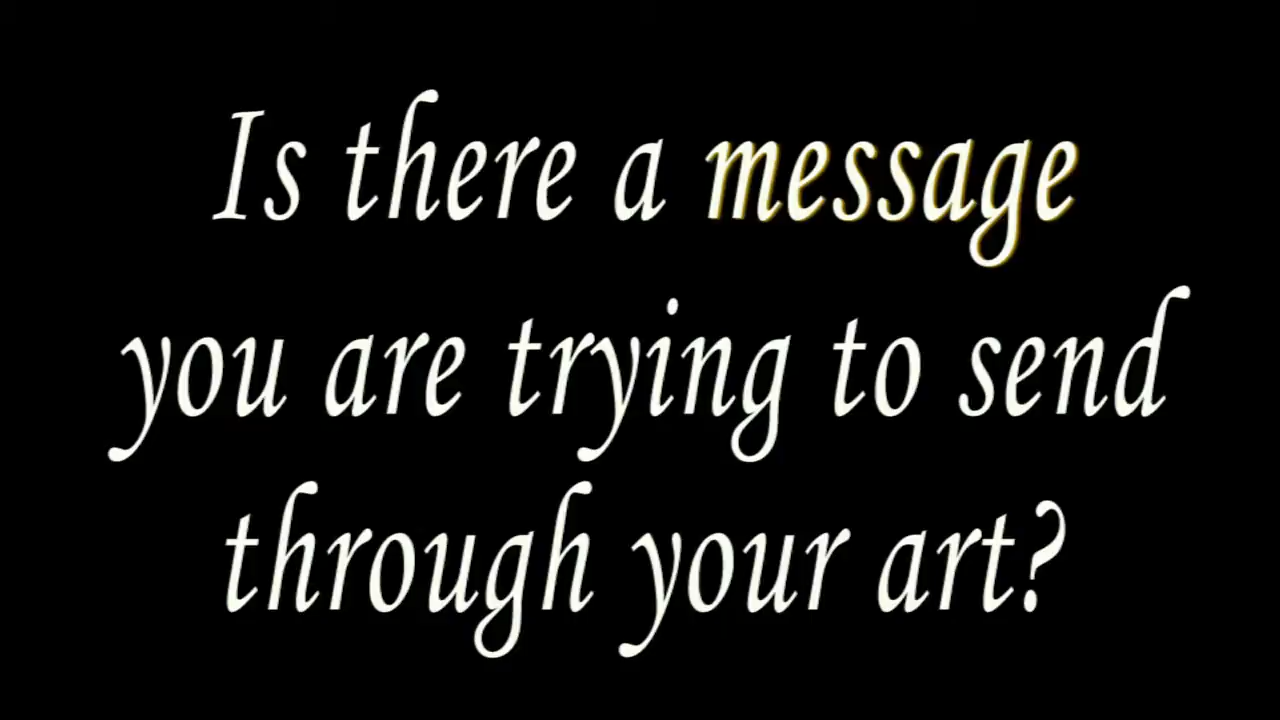 Is there a message
you are trying to send
through your art?